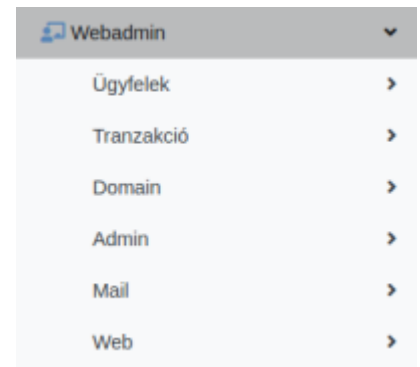 Webadmin
Ügyfelek
Tranzakció
Domain
Admin
Mail
Web